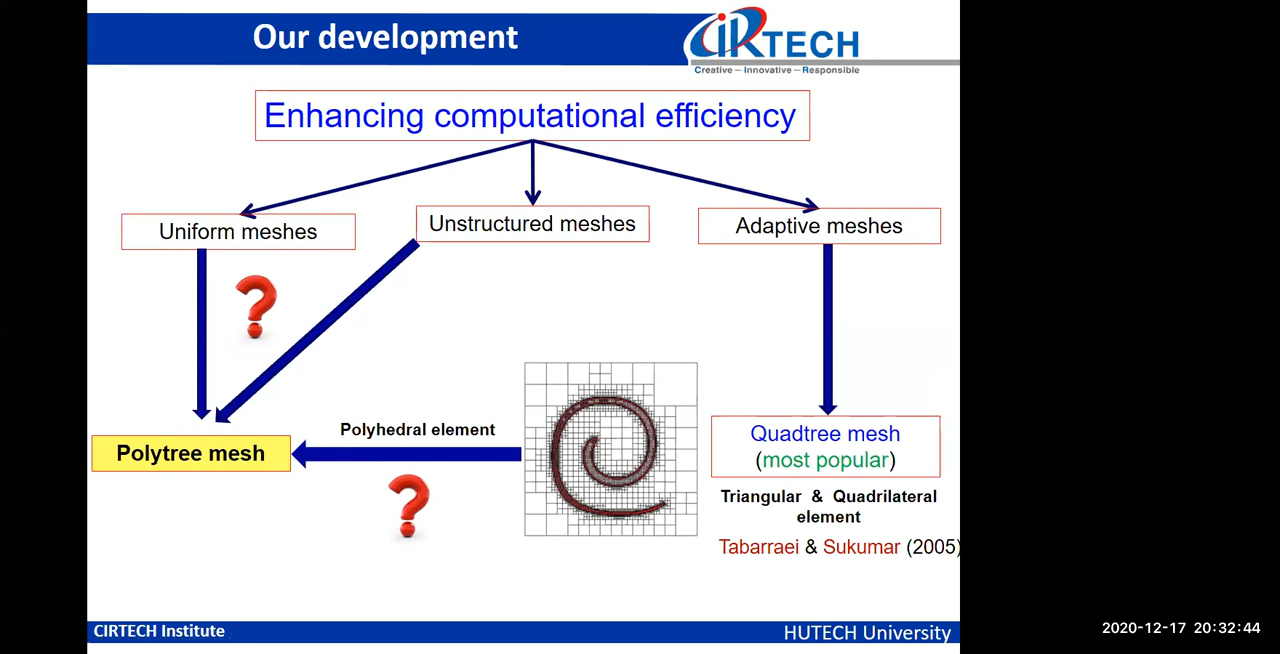 Our development
CIRTECH
Creative – Innovative – Responsible
Enhancing computational efficiency
Uniform meshes
Unstructured meshes
Adaptive meshes
Polyhedral element
Polytree mesh
Quadtree mesh
(most popular)
Triangular & Quadrilateral
element
Tabarraei & Sukumar (2005)
CIRTECH Institute
HUTECH University
2020-12-17 20:32:44